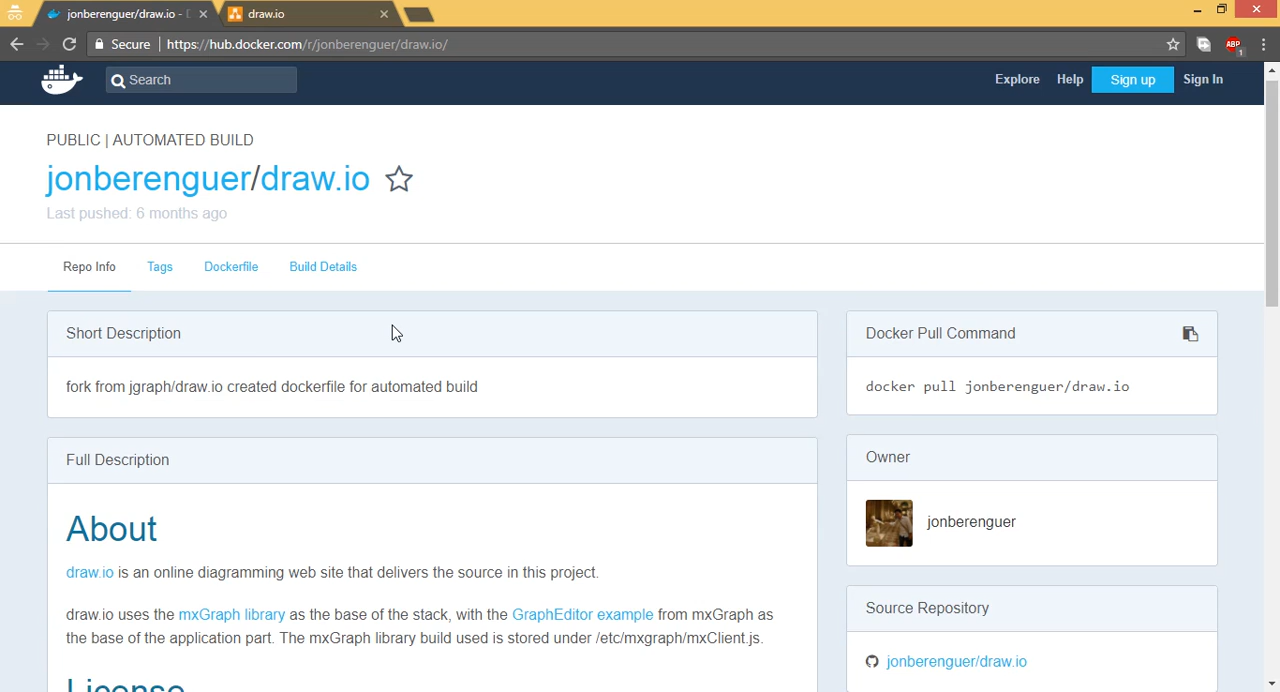 jonberenguer/draw.io - D
draw.io
Secure
https://hub.docker.com/r/jonberenguer/draw.io/
ABP
1
Search
Explore
Help
Sign up
Sign In
PUBLIC | AUTOMATED BUILD
jonberenguer/draw.io
Last pushed: 6 months ago
Repo Info
Tags
Dockerfile
Build Details
Short Description
fork from jgraph/draw.io created dockerfile for automated build
Full Description
About
draw.io is an online diagramming web site that delivers the source in this project.
draw.io uses the mxGraph library as the base of the stack, with the GraphEditor example from mxGraph as
the base of the application part. The mxGraph library build used is stored under /etc/mxgraph/mxClient.js.
License
Docker Pull Command
docker pull jonberenguer/draw.io
Owner
jonberenguer
Source Repository
jonberenguer/draw.io